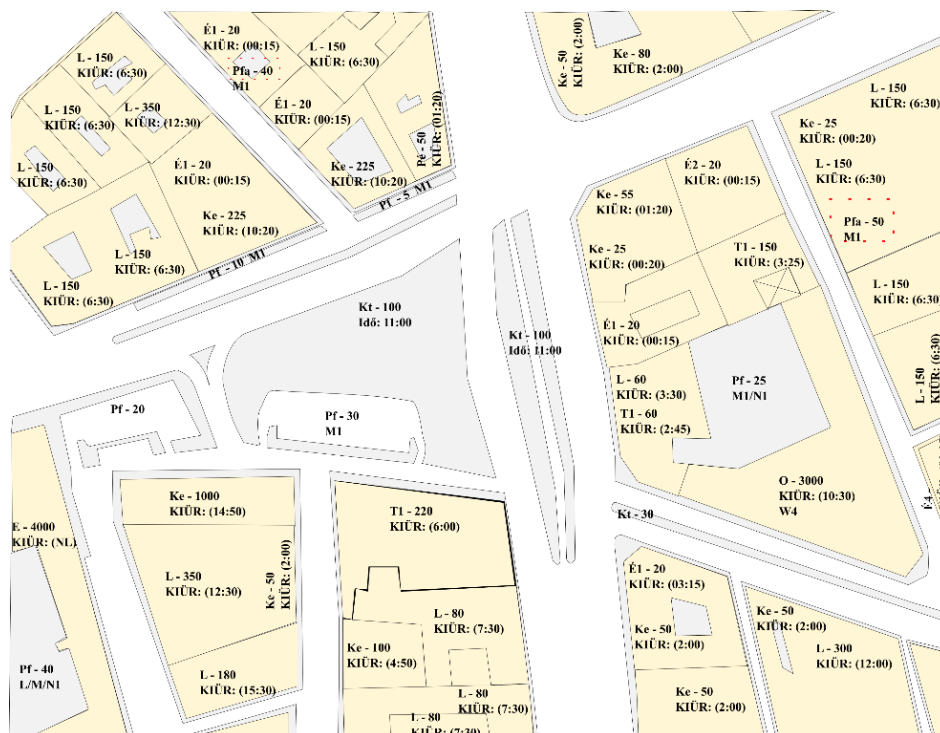 É1 - 20
KIÜR: (00:15)
L - 150
KIÜR: (6:30)
Pfa - 40
M1
L - 150
KIÜR: (6:30)
L - 150
KIÜR: (6:30)
L - 350
KIÜR: (12:30)
É1 - 20
KIÜR: (00:15)
L - 150
KIÜR: (6:30)
É1 - 20
KIÜR: (00:15)
Ke - 225
KIÜR: (10:20)
Pé - 50
KIÜR: (01:20)
Pf - 5 M1
Ke - 225
KIÜR: (10:20)
L - 150
KIÜR: (6:30)
L - 150
KIÜR: (6:30)
Pf - 10 M1
Ke - 50
KIÜR: (2:00)
Ke - 80
KIÜR: (2:00)
L - 150
KIÜR: (6:30)
Ke - 25
KIÜR: (00:20)
L - 150
KIÜR: (6:30)
Pfa - 50
M1
É2 - 20
KIÜR: (00:15)
Ke - 55
KIÜR: (01:20)
Ke - 25
KIÜR: (00:20)
T1 - 150
KIÜR: (3:25)
L - 150
KIÜR: (6:30)
Kt - 100
Idő: 11:00
Kt - 100
Idő: 11:00
É1 - 20
KIÜR: (00:15)
L - 150
KIÜR: (6:30)
L - 60
KIÜR: (3:30)
T1 - 60
KIÜR: (2:45)
Pf - 25
M1/N1
Pf - 20
Pf - 30
M1
O - 3000
KIÜR: (10:30)
W4
É4 -
Kt - 30
Ke - 1000
KIÜR: (14:50)
T1 - 220
KIÜR: (6:00)
E - 4000
KIÜR: (NL)
L - 350
KIÜR: (12:30)
Ke - 50
KIÜR: (2:00)
É1 - 20
KIÜR: (03:15)
L - 80
KIÜR: (7:30)
Ke - 50
KIÜR: (2:00)
Ke - 50
KIÜR: (2:00)
Ke - 100
KIÜR: (4:50)
L - 300
KIÜR: (12:00)
Pf - 40
L/M/N1
L - 180
KIÜR: (15:30)
L - 80
KIÜR: (7:30)
Ke - 50
KIÜR: (2:00)
L - 80
KIÜR: (7:30)